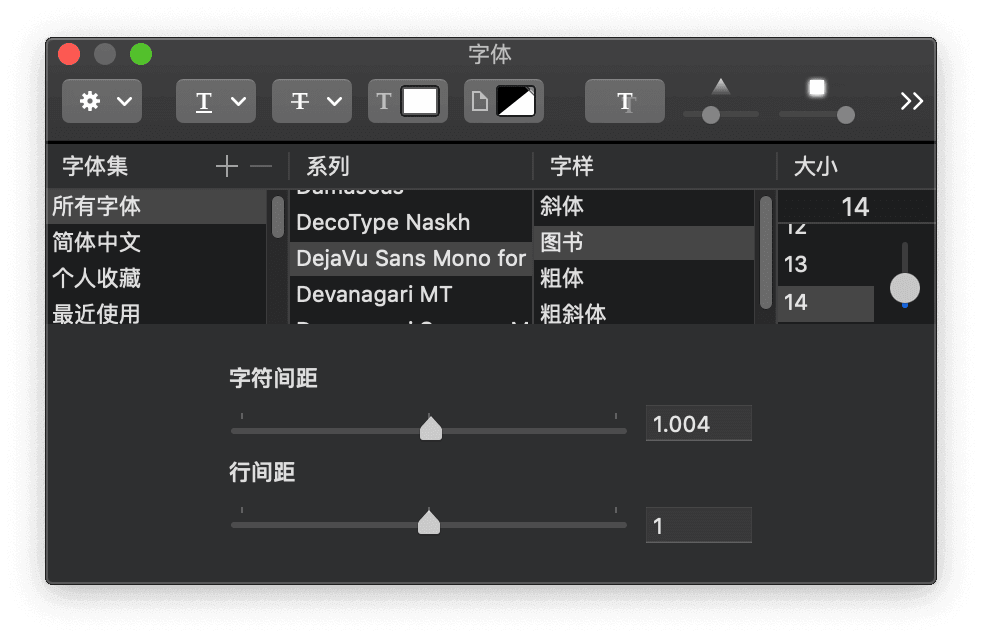 字体
字体集
系列
字样
大小
所有字体
简体中文
个人收藏
最近使用
Damascus
DecoType Naskh
DejaVu Sans Mono for
Devanagari MT
斜体
图书
粗体
粗斜体
14
12
13
14
字符间距
1.004
行间距
1